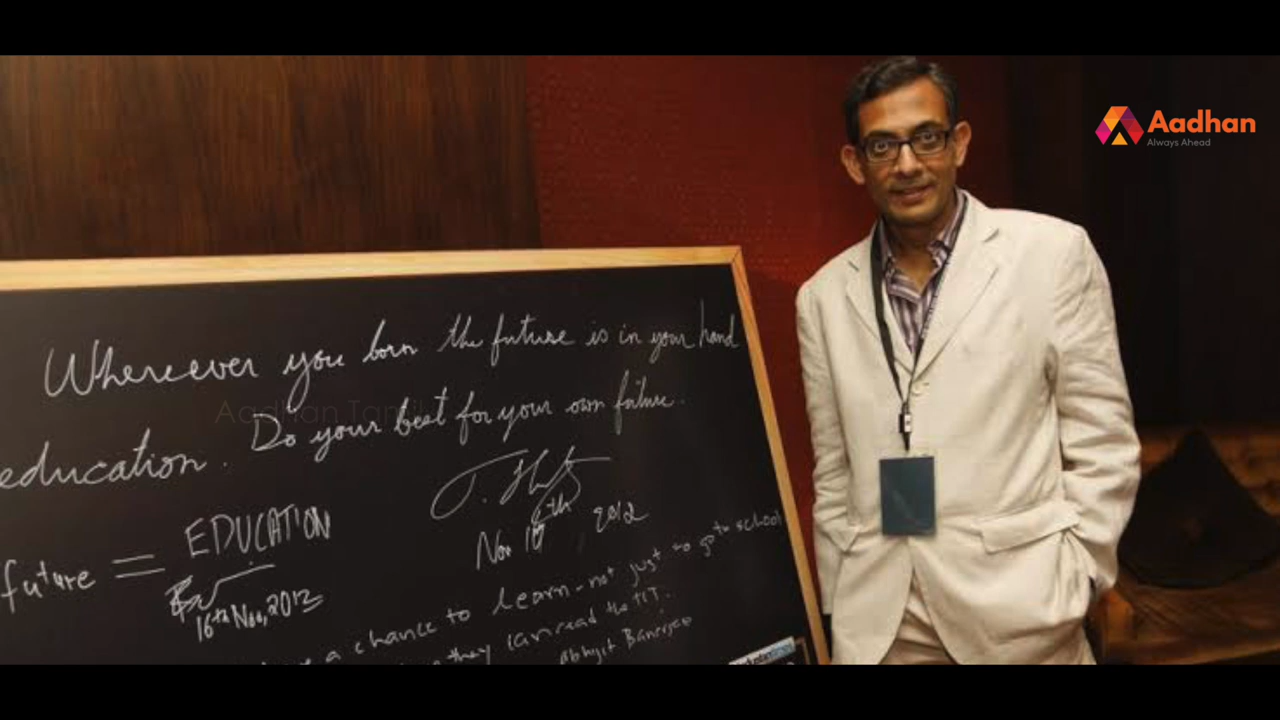 Aadhan
Always Ahead
Whereever you born the future is in your hand
education. Do your best for your own future.
Aadhan Tamil
Nov 16th 2012
future = EDUCATION
16th Nov, 2012
a chance to learn - not just to go to school
they can read the
Abhijit Banerjee